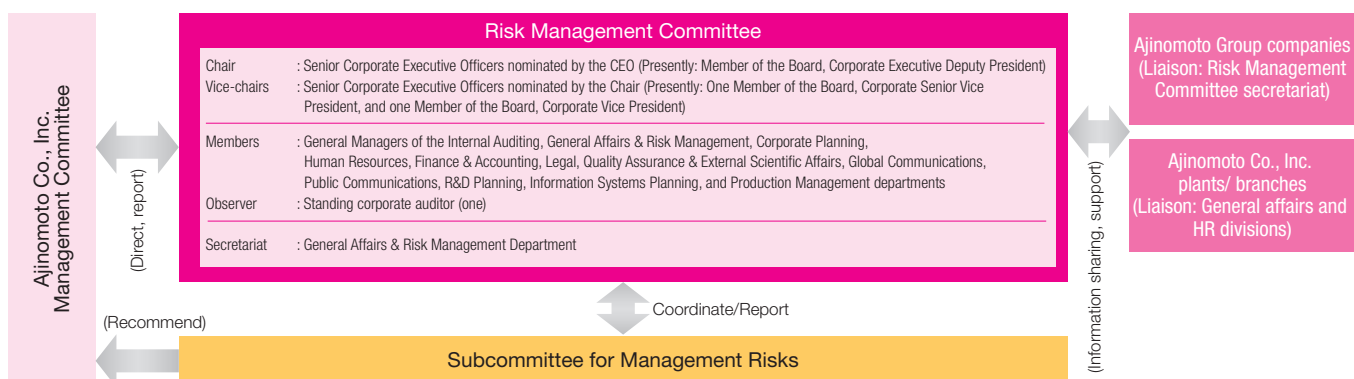 Ajinomoto Co., Inc.
Management Committee
(Direct, report)
(Recommend)
Risk Management Committee
Chair : Senior Corporate Executive Officers nominated by the CEO (Presently: Member of the Board, Corporate Executive Deputy President)
Vice-chairs : Senior Corporate Executive Officers nominated by the Chair (Presently: One Member of the Board, Corporate Senior Vice
President, and one Member of the Board, Corporate Vice President)
Members : General Managers of the Internal Auditing, General Affairs & Risk Management, Corporate Planning,
Human Resources, Finance & Accounting, Legal, Quality Assurance & External Scientific Affairs, Global Communications,
Public Communications, R&D Planning, Information Systems Planning, and Production Management departments
Observer : Standing corporate auditor (one)
Secretariat : General Affairs & Risk Management Department
Coordinate/Report
Subcommittee for Management Risks
(Information sharing, support)
Ajinomoto Group companies
(Liaison: Risk Management
Committee secretariat)
Ajinomoto Co., Inc.
plants/ branches
(Liaison: General affairs and
HR divisions)